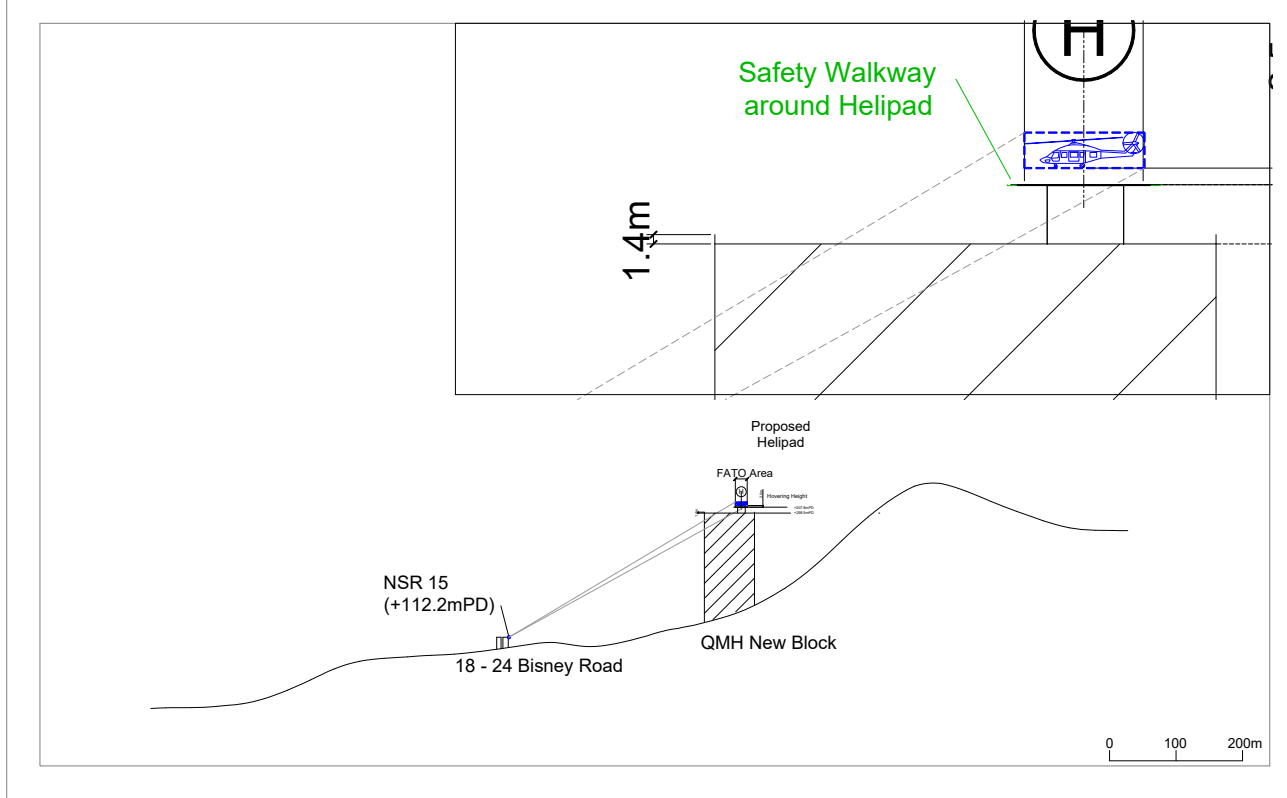 H
Safety Walkway
around Helipad
1.4m
Proposed
Helipad
FATO Area
H
Hovering Height
NSR 15
(+112.2mPD)
QMH New Block
18 - 24 Bisney Road
0 100 200m